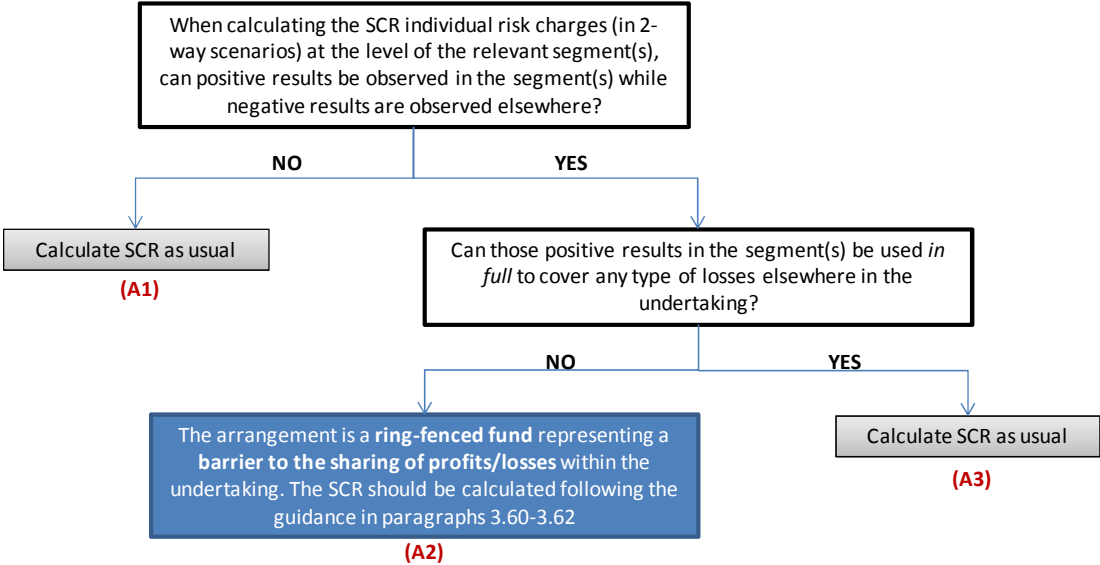 When calculating the SCR individual risk charges (in 2-
way scenarios) at the level of the relevant segment(s),
can positive results be observed in the segment(s) while
negative results are observed elsewhere?
NO
YES
Calculate SCR as usual
(A1)
Can those positive results in the segment(s) be used in
full to cover any type of losses elsewhere in the
undertaking?
NO
YES
The arrangement is a ring-fenced fund representing a
barrier to the sharing of profits/losses within the
undertaking. The SCR should be calculated following the
guidance in paragraphs 3.60-3.62
(A2)
Calculate SCR as usual
(A3)